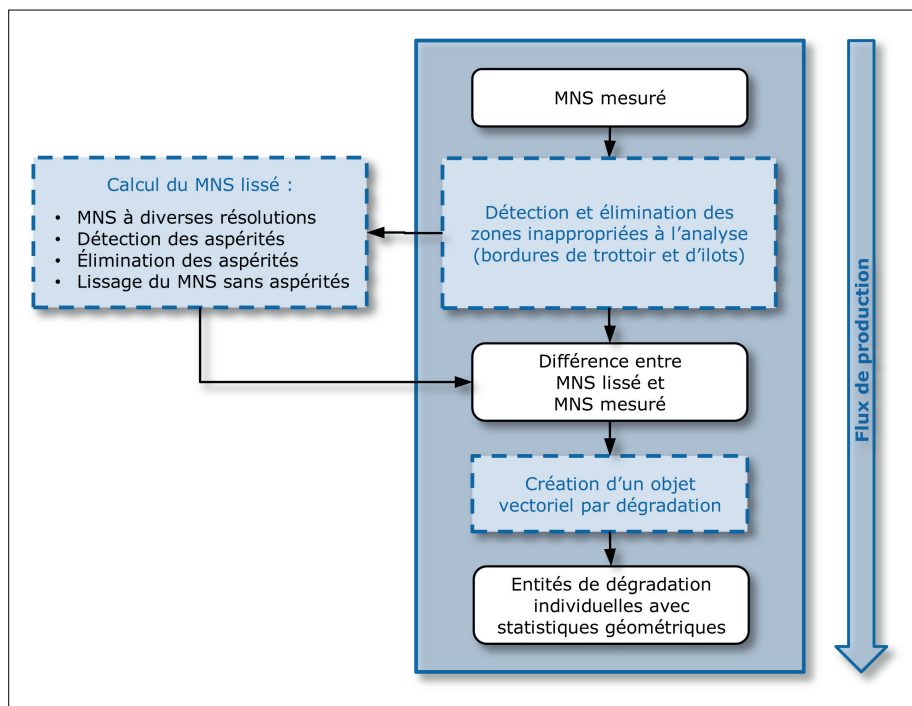 MNS mesuré
Détection et élimination des
zones inappropriées à l'analyse
(bordures de trottoir et d'îlots)
Calcul du MNS lissé :
• MNS à diverses résolutions
• Détection des aspérités
• Élimination des aspérités
• Lissage du MNS sans aspérités
Différence entre
MNS lissé et
MNS mesuré
Création d'un objet
vectoriel par dégradation
Entités de dégradation
individuelles avec
statistiques géométriques
Flux de production